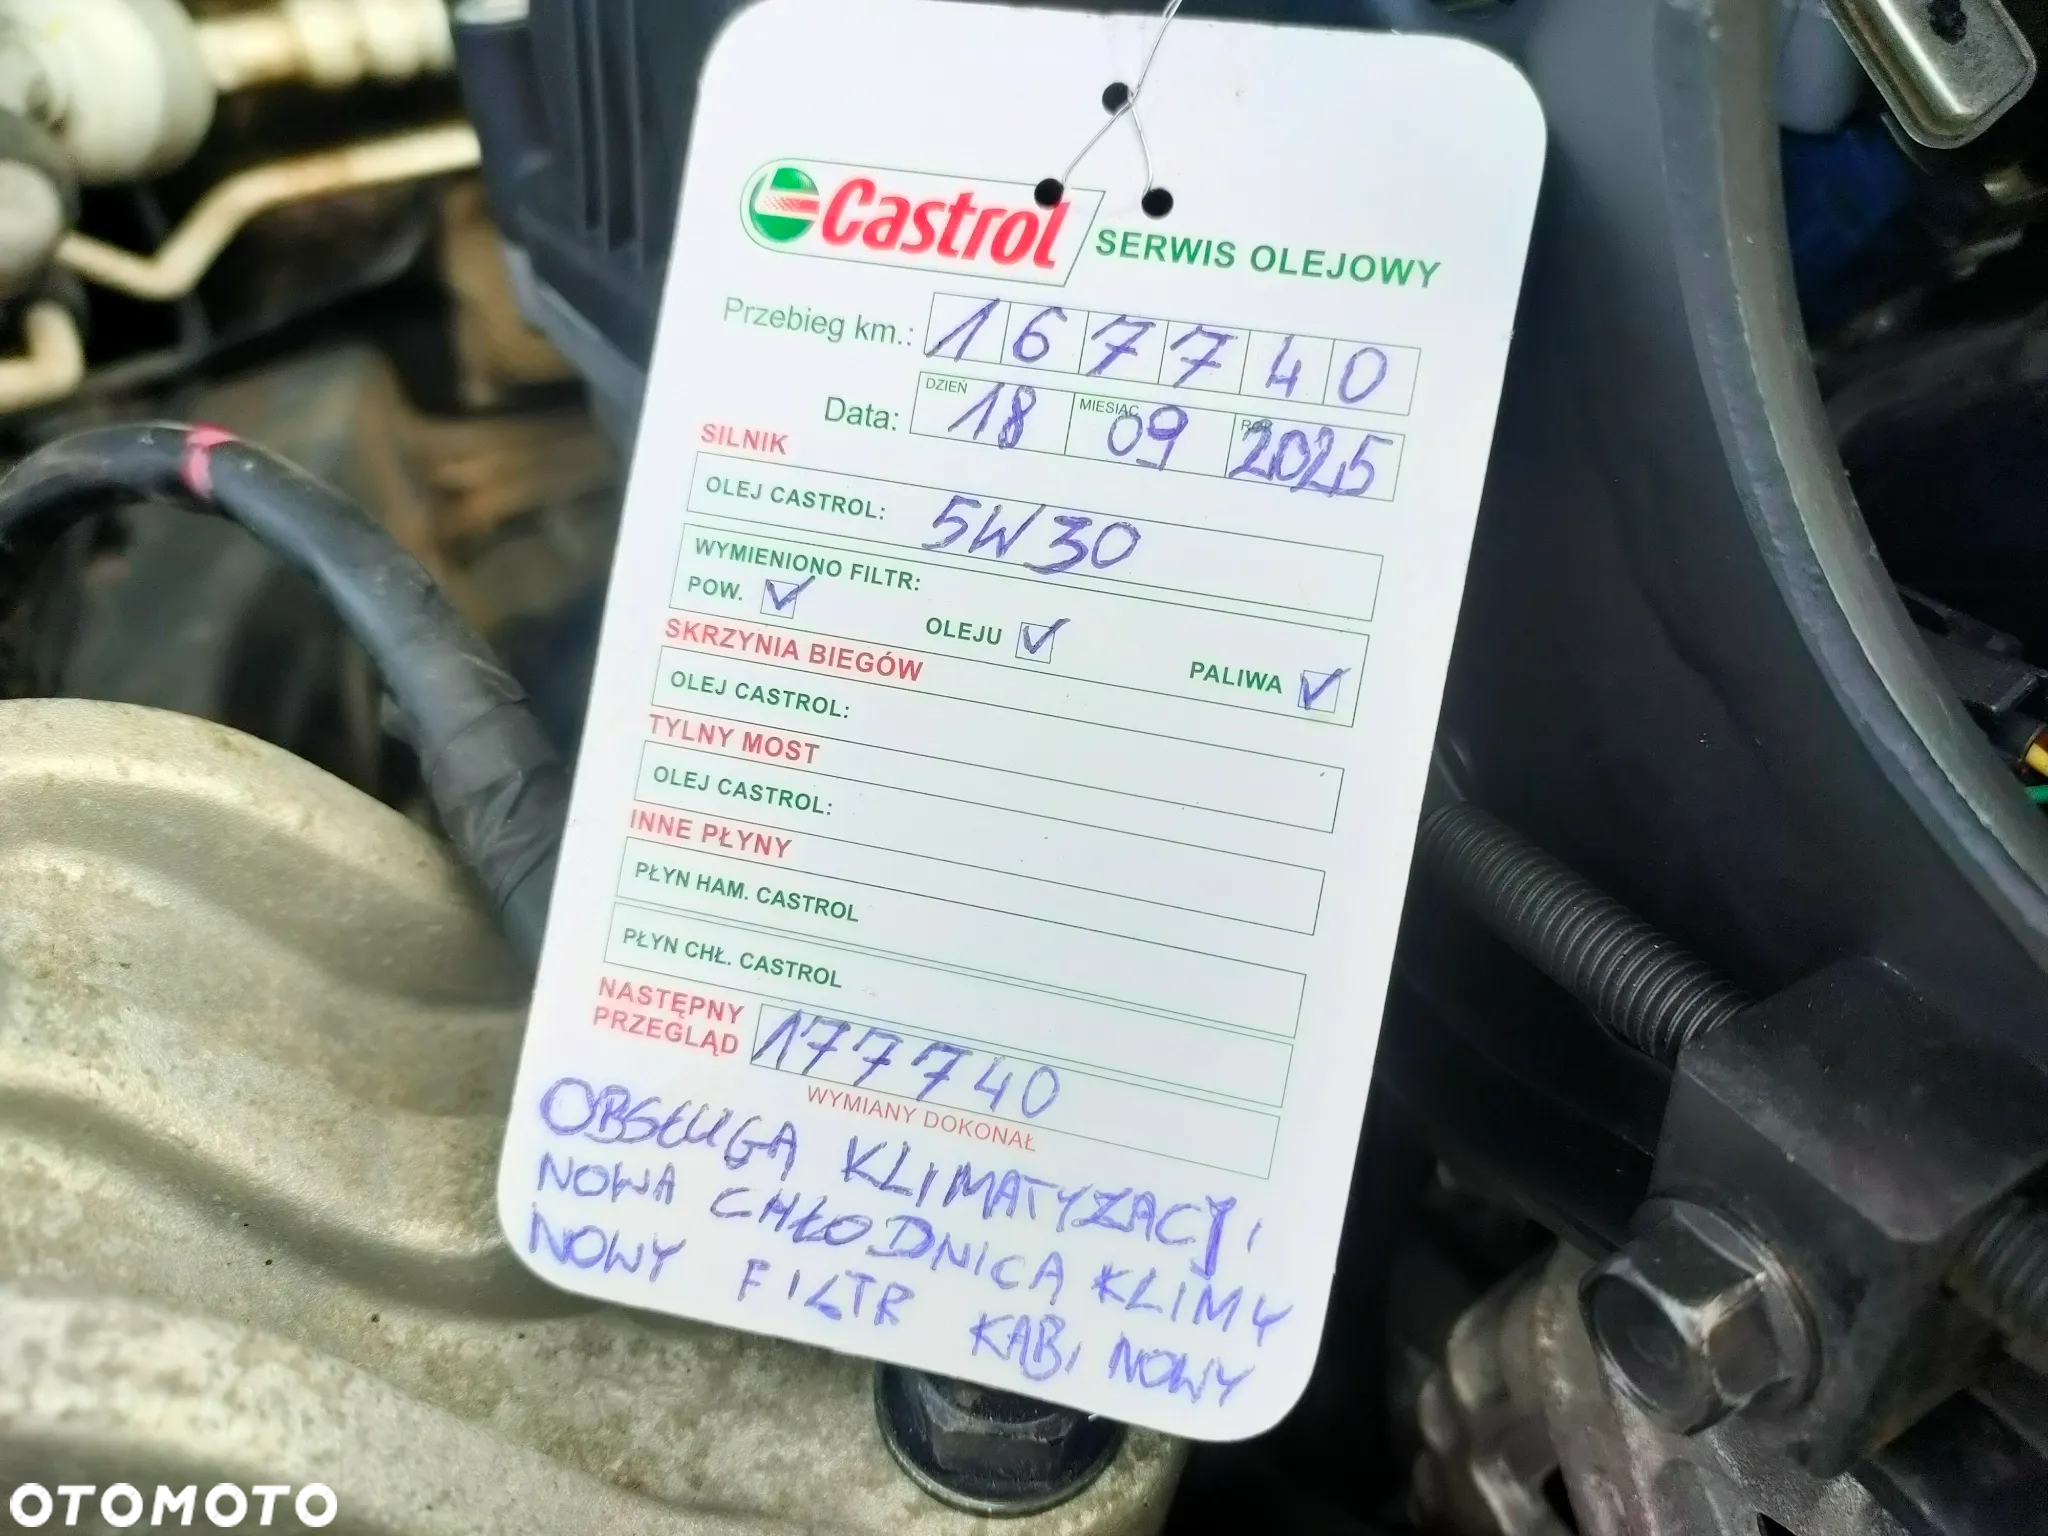 Castrol SERWIS OLEJOWY
Przebieg km.: 167740
DZIEŃ MIESIĄC ROK
Data: 18 09 2025
SILNIK
OLEJ CASTROL: 5W30
WYMIENIONO FILTR:
POW. ✓ OLEJU ✓ PALIWA ✓
SKRZYNIA BIEGÓW
OLEJ CASTROL:
TYLNY MOST
OLEJ CASTROL:
INNE PŁYNY
PŁYN HAM. CASTROL
PŁYN CHŁ. CASTROL
NASTĘPNY
PRZEGLĄD 177740
WYMIANY DOKONAŁ
OBSŁUGA KLIMATYZACJI
NOWA CHŁODNICA KLIMY
NOWY FILTR KABINOWY
OTOMOTO